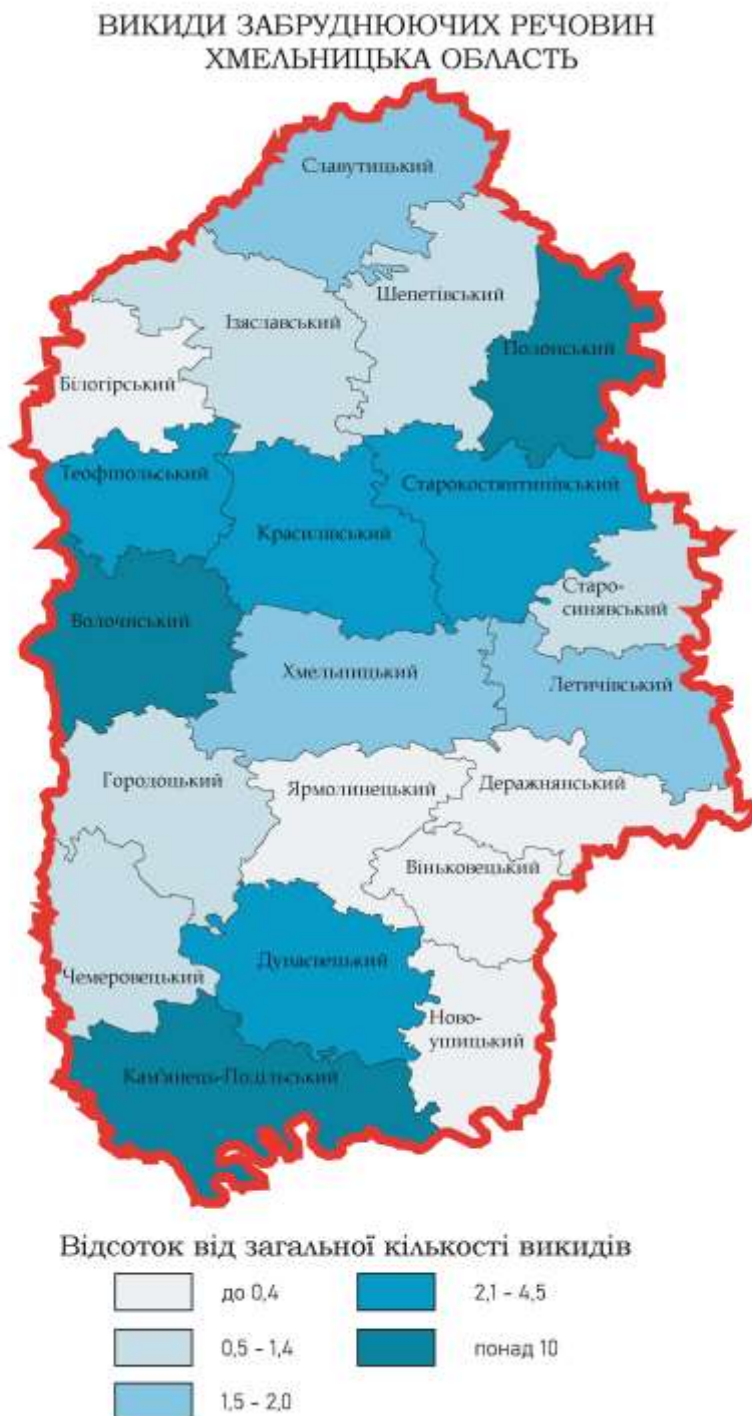 ВИКИДИ ЗАБРУДНЮЮЧИХ РЕЧОВИН
ХМЕЛЬНИЦЬКА ОБЛАСТЬ
Славутицький
Шепетівський
Ізяславський
Полонський
Білогірський
Теофіпольський
Старокостянтинівський
Красилівський
Старо-
синявський
Волочиський
Хмельницький
Летичівський
Городоцький
Ярмолинецький
Деражнянський
Віньковецький
Дунаєвецький
Чемеровецький
Ново-
ушицький
Кам'янець-Подільський
Відсоток від загальної кількості викидів
до 0,4
2,1 - 4,5
0,5 - 1,4
понад 10
1,5 - 2,0